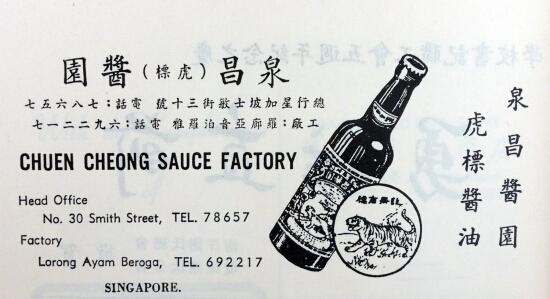 泉昌（虎標）醬園
總行星加坡士敏街三十號 電話：七八六五七
工廠：羅廊亞音泊羅雅 電話：六九二二一七
CHUEN CHEONG SAUCE FACTORY
Head Office
No. 30 Smith Street, TEL. 78657
Factory
Lorong Ayam Beroga, TEL. 692217
SINGAPORE.
泉昌醬園
虎標醬油